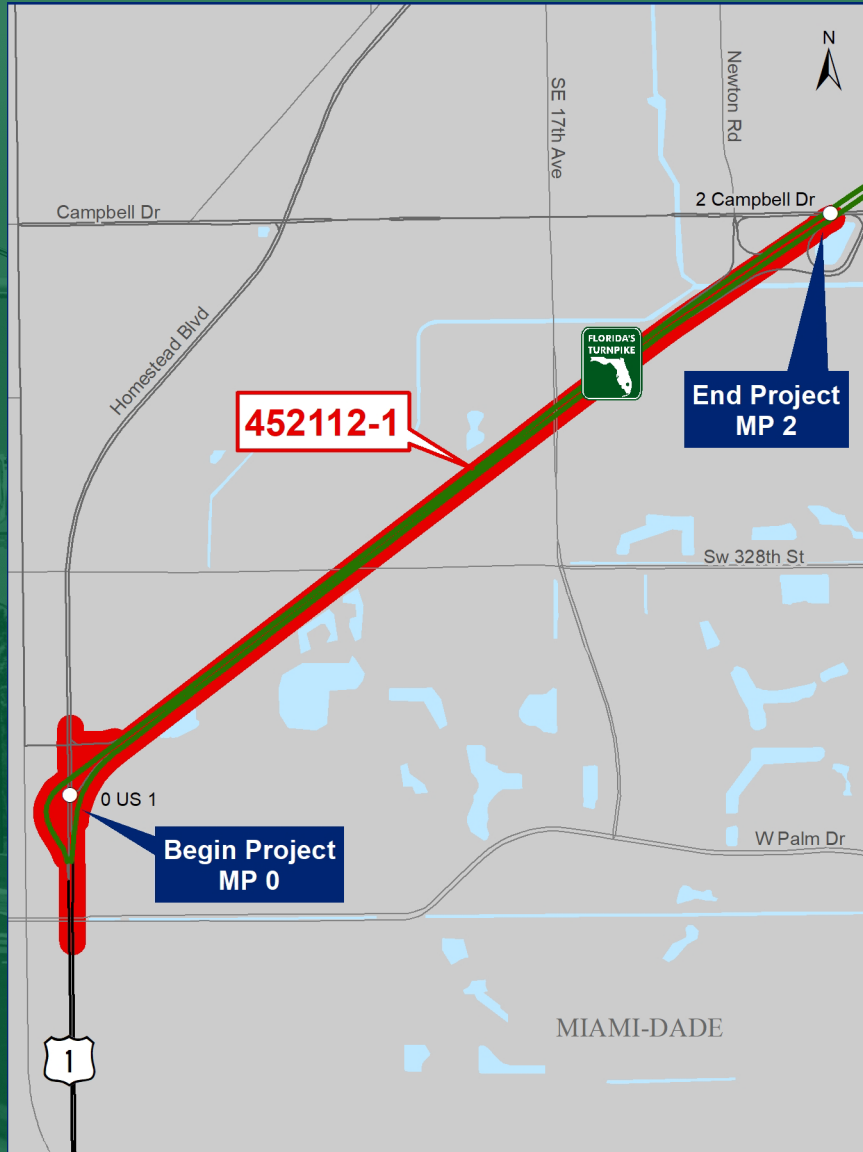 N
SE 17th Ave
Newton Rd
2 Campbell Dr
Campbell Dr
Homestead Blvd
FLORIDA'S
TURNPIKE
End Project
MP 2
452112-1
Sw 328th St
0 US 1
W Palm Dr
Begin Project
MP 0
MIAMI-DADE
1